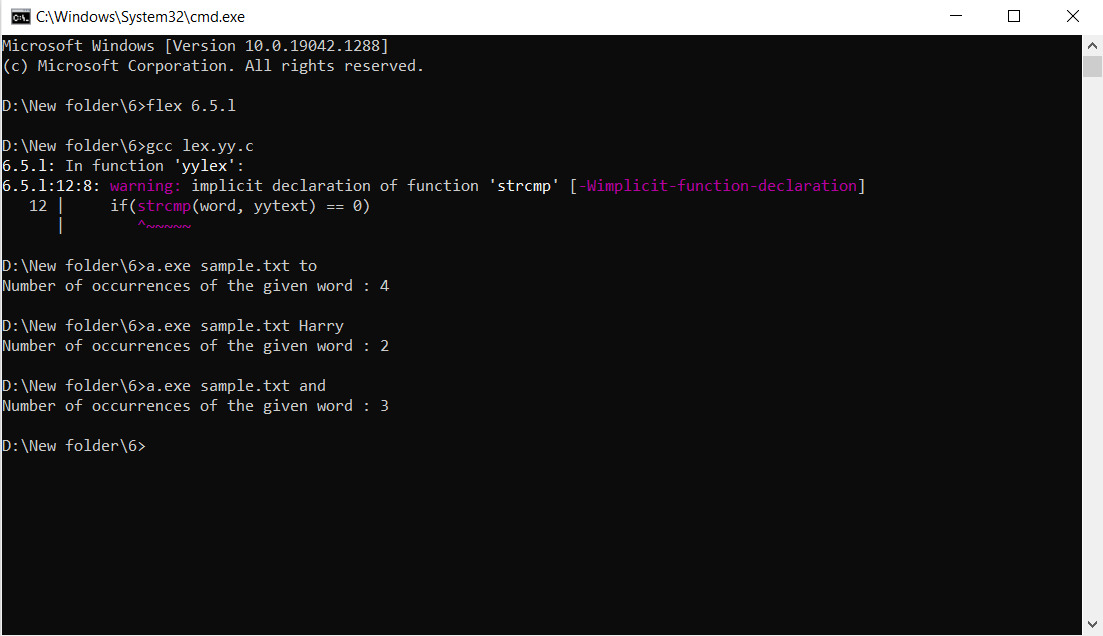 C:\Windows\System32\cmd.exe
Microsoft Windows [Version 10.0.19042.1288]
(c) Microsoft Corporation. All rights reserved.
D:\New folder\6>flex 6.5.l
D:\New folder\6>gcc lex.yy.c
6.5.l: In function 'yylex':
6.5.l:12:8: warning: implicit declaration of function 'strcmp' [-Wimplicit-function-declaration]
   12 |     if(strcmp(word, yytext) == 0)
      |        ^~~~~~
D:\New folder\6>a.exe sample.txt to
Number of occurrences of the given word : 4
D:\New folder\6>a.exe sample.txt Harry
Number of occurrences of the given word : 2
D:\New folder\6>a.exe sample.txt and
Number of occurrences of the given word : 3
D:\New folder\6>